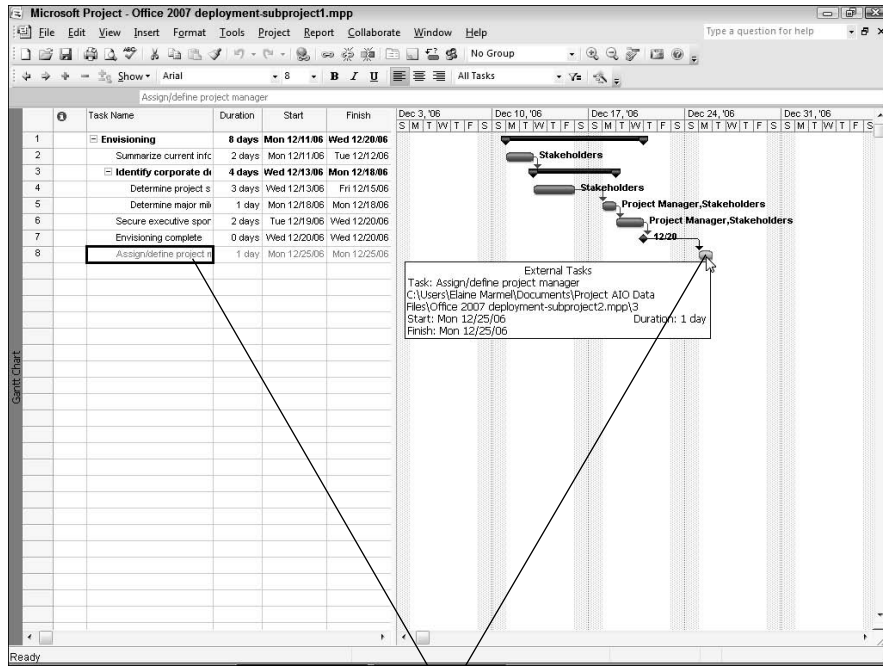 Microsoft Project - Office 2007 deployment-subproject1.mpp
File Edit View Insert Format Tools Project Report Collaborate Window Help
Type a question for help
No Group
Show Arial 8 B I U All Tasks
Assign/define project manager
Task Name Duration Start Finish
Dec 3, '06 Dec 10, '06 Dec 17, '06 Dec 24, '06 Dec 31, '06
S M T W T F S S M T W T F S S M T W T F S S M T W T F S S M T W T F S
1 Envisioning 8 days Mon 12/11/06 Wed 12/20/06
2 Summarize current infc 2 days Mon 12/11/06 Tue 12/12/06 Stakeholders
3 Identify corporate de 4 days Wed 12/13/06 Mon 12/18/06
4 Determine project s 3 days Wed 12/13/06 Fri 12/15/06 Stakeholders
5 Determine major mil 1 day Mon 12/18/06 Mon 12/18/06 Project Manager,Stakeholders
6 Secure executive spor 2 days Tue 12/19/06 Wed 12/20/06 Project Manager,Stakeholders
7 Envisioning complete 0 days Wed 12/20/06 Wed 12/20/06 12/20
8 Assign/define project n 1 day Mon 12/25/06 Mon 12/25/06
External Tasks
Task: Assign/define project manager
C:\Users\Elaine Marmel\Documents\Project AIO Data
Files\Office 2007 deployment-subproject2.mpp\3
Start: Mon 12/25/06 Duration: 1 day
Finish: Mon 12/25/06
Gantt Chart
Ready